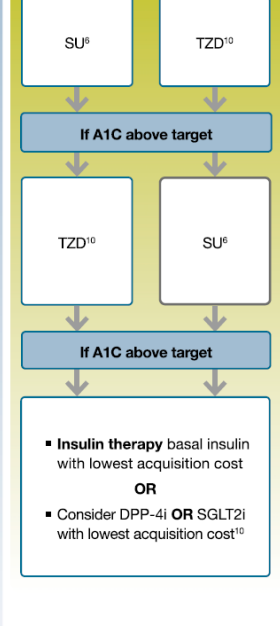 SU⁶ TZD¹⁰
If A1C above target
TZD¹⁰ SU⁶
If A1C above target
▪ Insulin therapy basal insulin
with lowest acquisition cost
OR
▪ Consider DPP-4i OR SGLT2i
with lowest acquisition cost¹⁰